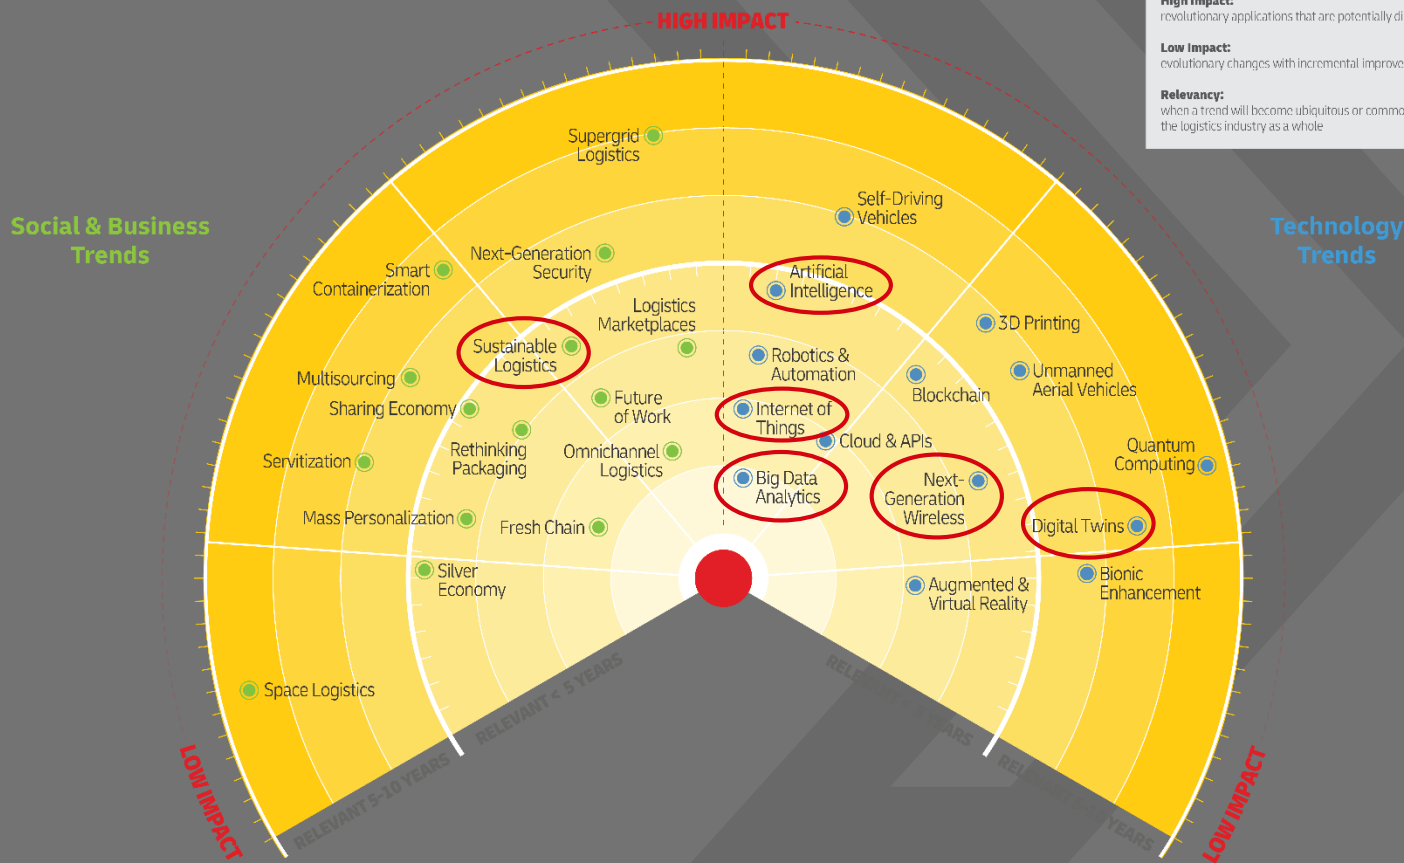 HIGH IMPACT
High Impact:
revolutionary applications that are potentially di
Low Impact:
evolutionary changes with incremental improve
Relevancy:
when a trend will become ubiquitous or commo
the logistics industry as a whole
Social & Business
Trends
Technology
Trends
Supergrid
Logistics
Self-Driving
Vehicles
Next-Generation
Security
Smart
Containerization
Artificial
Intelligence
Logistics
Marketplaces
3D Printing
Sustainable
Logistics
Robotics &
Automation
Multisourcing
Unmanned
Aerial Vehicles
Blockchain
Sharing Economy
Future
of Work
Internet of
Things
Rethinking
Packaging
Omnichannel
Logistics
Cloud & APIs
Quantum
Computing
Servitization
Big Data
Analytics
Next-
Generation
Wireless
Mass Personalization
Fresh Chain
Digital Twins
Silver
Economy
Augmented &
Virtual Reality
Bionic
Enhancement
Space Logistics
RELEVANT < 5 YEARS
RELEVANT 5-10 YEARS
LOW IMPACT
LOW IMPACT